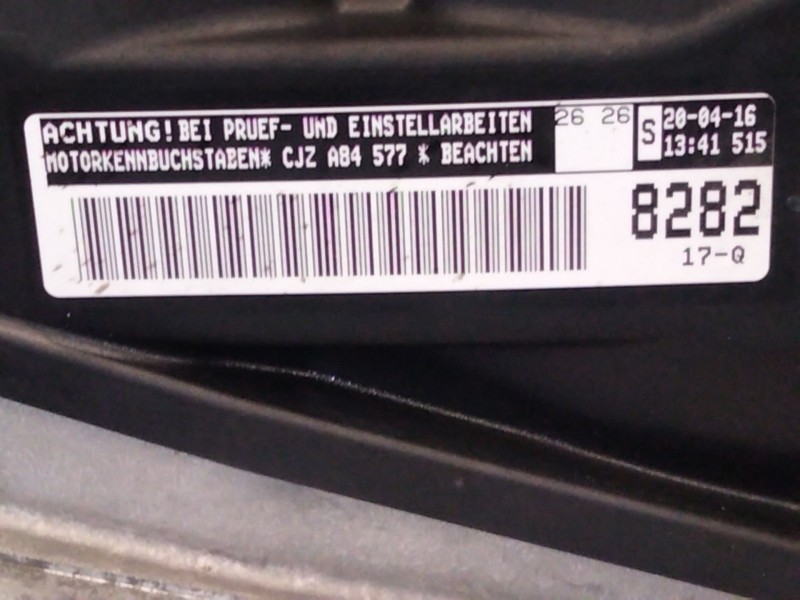 ACHTUNG! BEI PRUEF- UND EINSTELLARBEITEN
MOTORKENNBUCHSTABEN* CJZ A84 577 * BEACHTEN
26 26
S
20-04-16
13:41 515
8282
17-Q